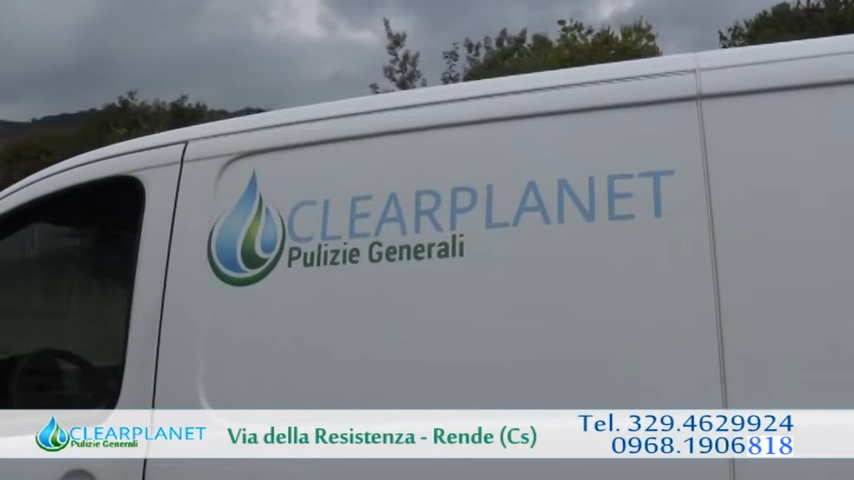 CLEARPLANET
Pulizie Generali
CLEARPLANET
Pulizie Generali
Via della Resistenza - Rende (Cs)
Tel. 329.4629924
0968.1906818